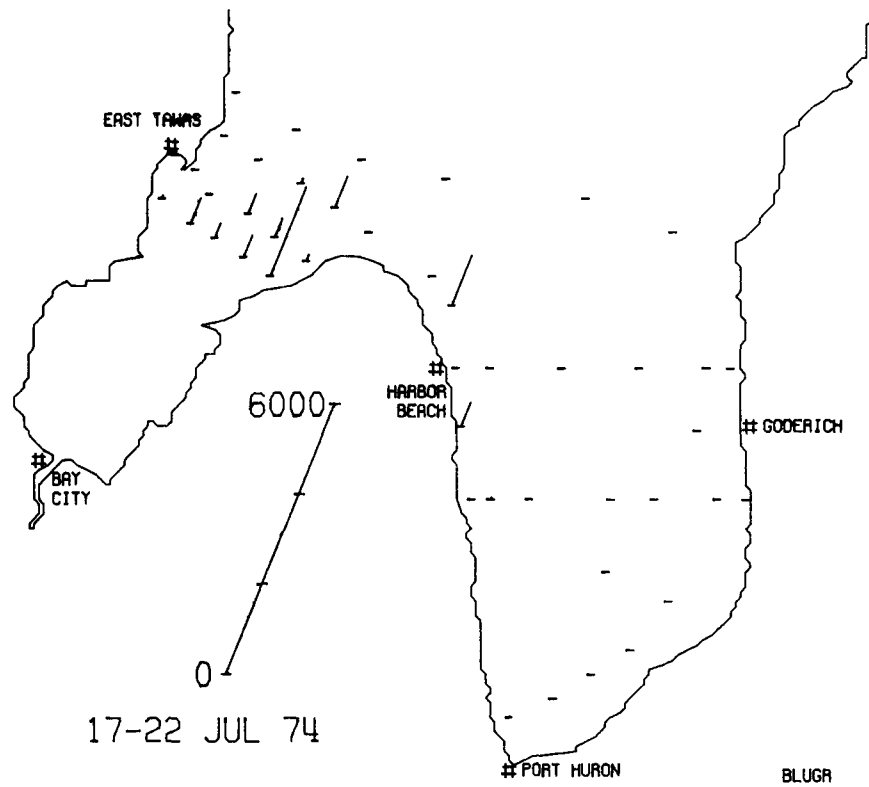 EAST TAWAS
6000
HARBOR
BEACH
GODERICH
BAY
CITY
0
17-22 JUL 74
PORT HURON
BLUGR